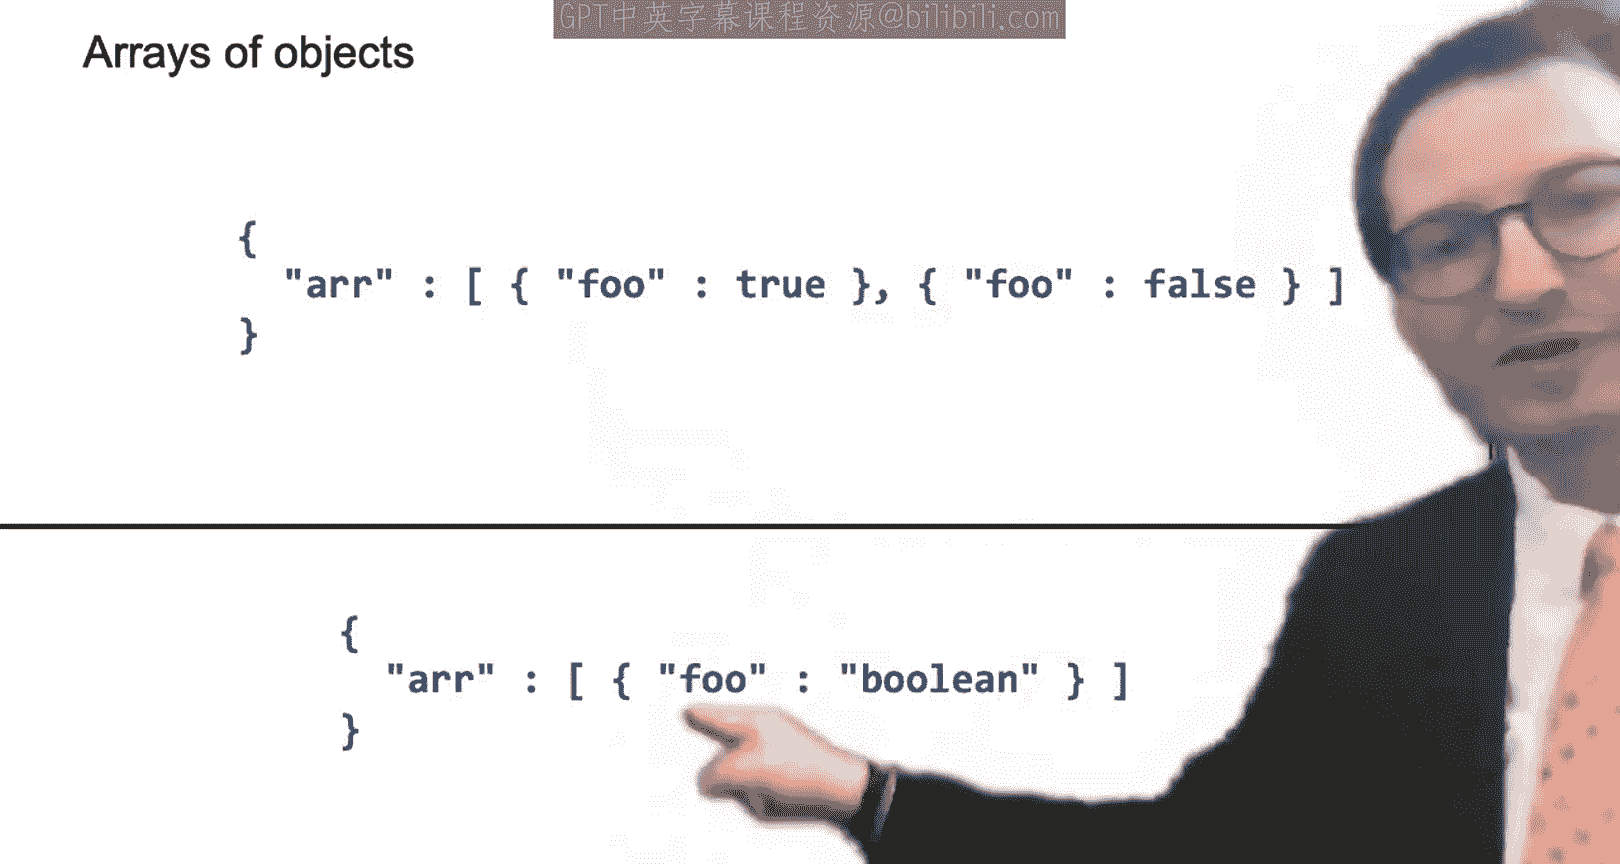 GPT中英字幕课程资源@bilibili.com
Arrays of objects
{
"arr" : [ { "foo" : true }, { "foo" : false } ]
}
{
"arr" : [ { "foo" : "boolean" } ]
}